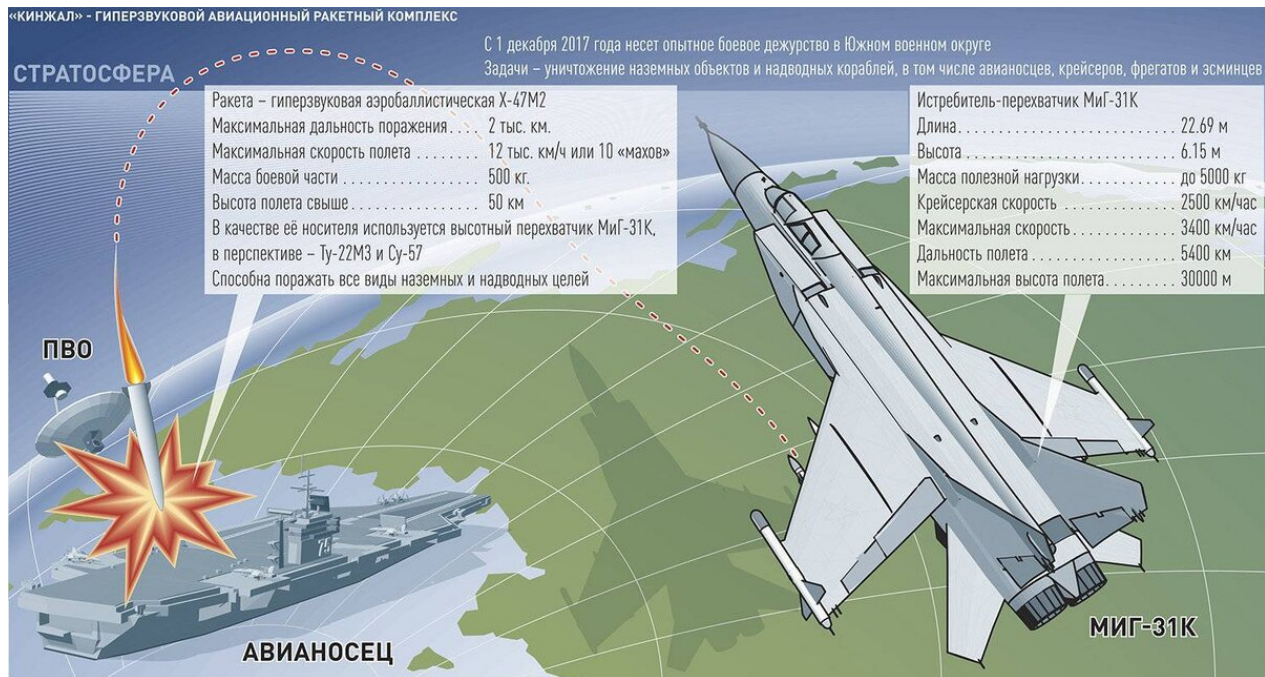 «КИНЖАЛ» - ГИПЕРЗВУКОВОЙ АВИАЦИОННЫЙ РАКЕТНЫЙ КОМПЛЕКС
С 1 декабря 2017 года несет опытное боевое дежурство в Южном военном округе
Задачи – уничтожение наземных объектов и надводных кораблей, в том числе авианосцев, крейсеров, фрегатов и эсминцев
СТРАТОСФЕРА
Ракета – гиперзвуковая аэробаллистическая Х-47М2
Максимальная дальность поражения.... 2 тыс. км.
Максимальная скорость полета ........ 12 тыс. км/ч или 10 «махов»
Масса боевой части ................. 500 кг.
Высота полета свыше ................ 50 км
В качестве её носителя используется высотный перехватчик МиГ-31К,
в перспективе – Ту-22М3 и Су-57
Способна поражать все виды наземных и надводных целей
Истребитель-перехватчик МиГ-31К
Длина.............................. 22.69 м
Высота ............................ 6.15 м
Масса полезной нагрузки............ до 5000 кг
Крейсерская скорость ............... 2500 км/час
Максимальная скорость.............. 3400 км/час
Дальность полета ................... 5400 км
Максимальная высота полета......... 30000 м
ПВО
75
АВИАНОСЕЦ
МИГ-31К